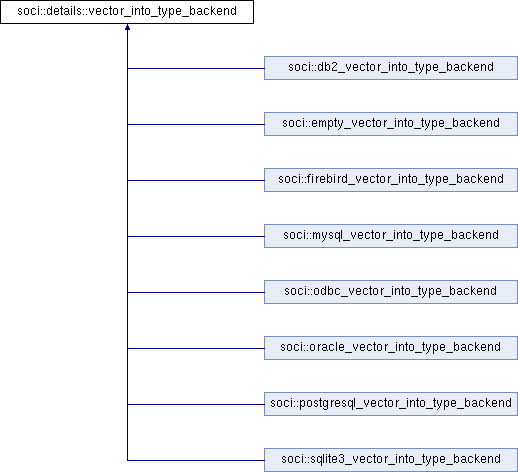 soci::details::vector_into_type_backend
soci::db2_vector_into_type_backend
soci::empty_vector_into_type_backend
soci::firebird_vector_into_type_backend
soci::mysql_vector_into_type_backend
soci::odbc_vector_into_type_backend
soci::oracle_vector_into_type_backend
soci::postgresql_vector_into_type_backend
soci::sqlite3_vector_into_type_backend